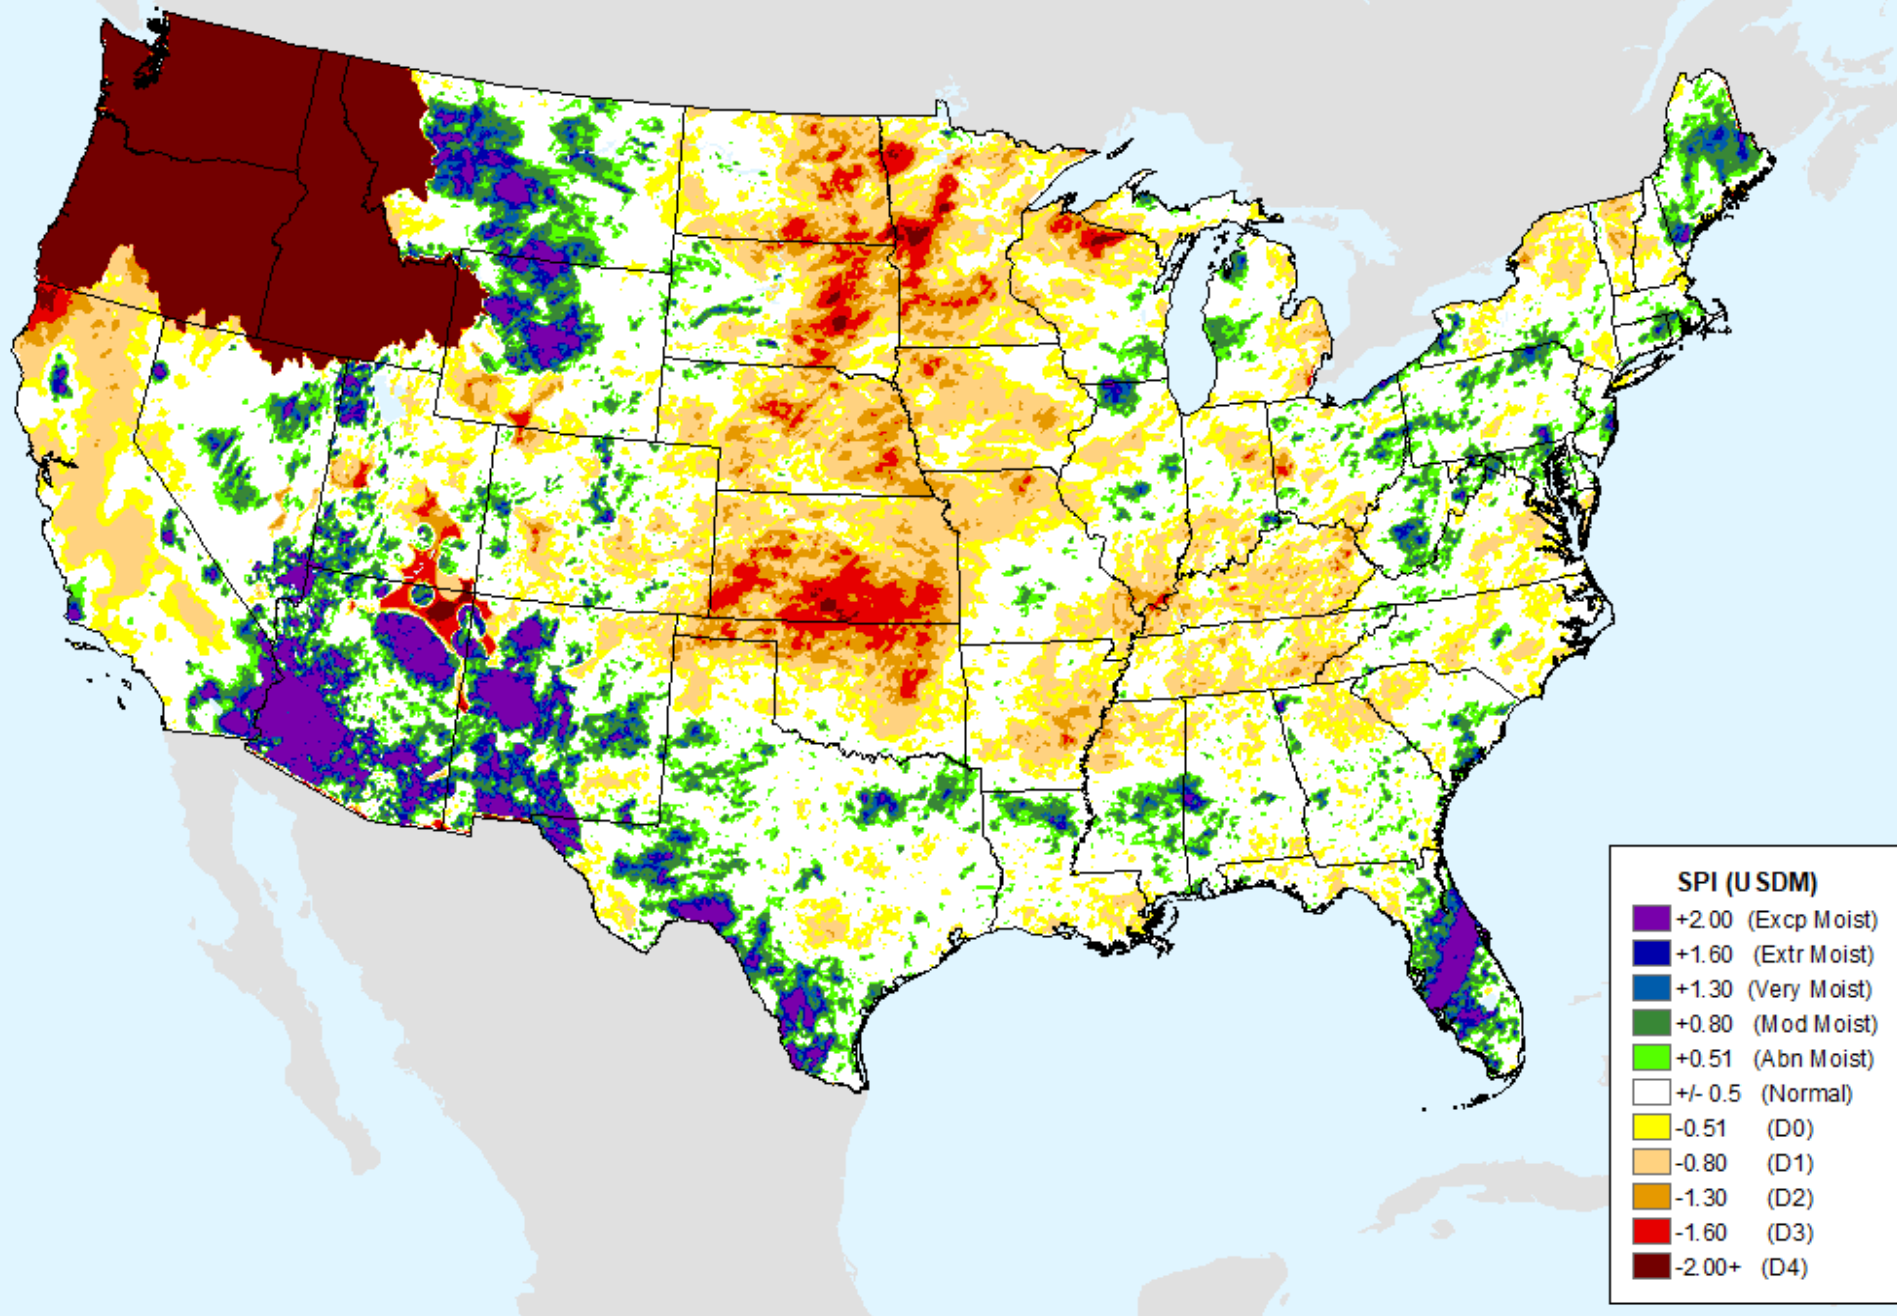 SPI (USDM)
+2.00 (Excp Moist)
+1.60 (Extr Moist)
+1.30 (Very Moist)
+0.80 (Mod Moist)
+0.51 (Abn Moist)
+/- 0.5 (Normal)
-0.51 (D0)
-0.80 (D1)
-1.30 (D2)
-1.60 (D3)
-2.00+ (D4)